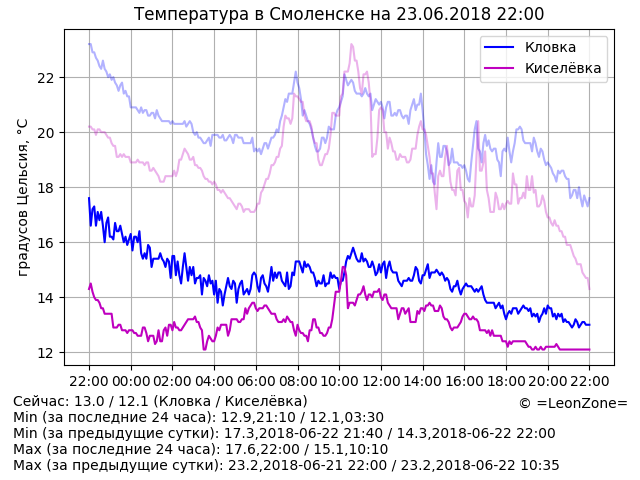 Температура в Смоленске на 23.06.2018 22:00
Кловка
Киселёвка
градусов Цельсия, °C
22
20
18
16
14
12
22:00 00:00 02:00 04:00 06:00 08:00 10:00 12:00 14:00 16:00 18:00 20:00 22:00
Сейчас: 13.0 / 12.1 (Кловка / Киселёвка)
© =LeonZone=
Min (за последние 24 часа): 12.9,21:10 / 12.1,03:30
Min (за предыдущие сутки): 17.3,2018-06-22 21:40 / 14.3,2018-06-22 22:00
Max (за последние 24 часа): 17.6,22:00 / 15.1,10:10
Max (за предыдущие сутки): 23.2,2018-06-21 22:00 / 23.2,2018-06-22 10:35